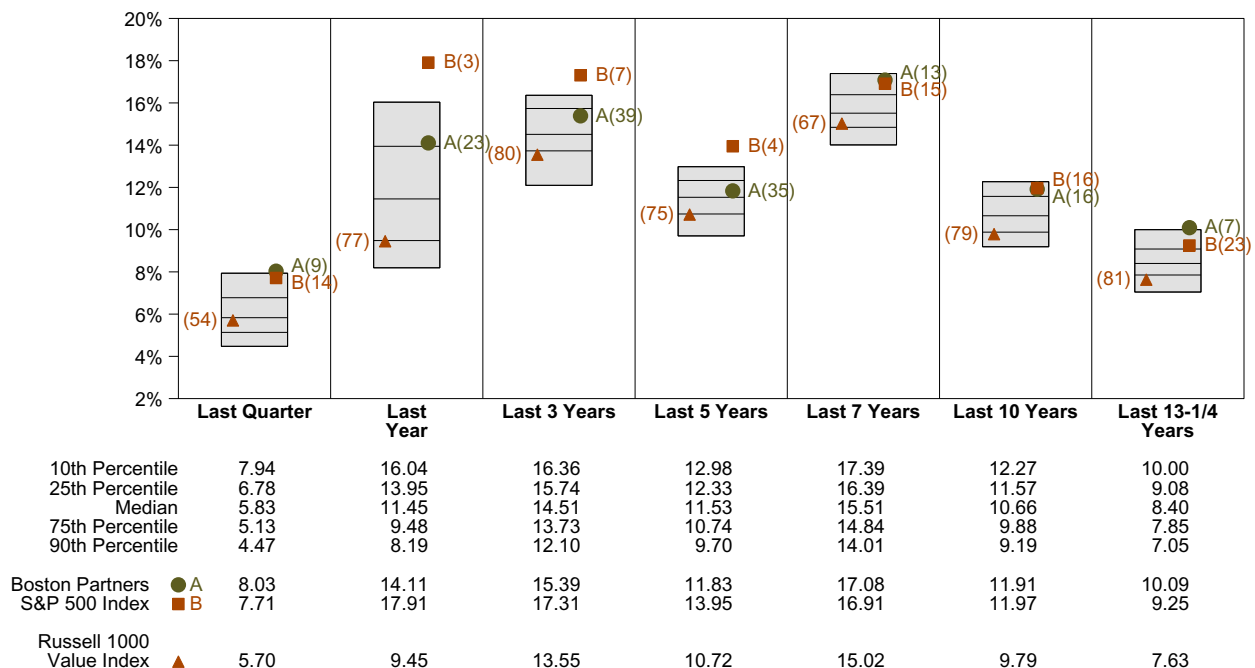 20%
18%
16%
14%
12%
10%
8%
6%
4%
2%
A(9)
B(14)
(54)
B(3)
A(23)
(77)
B(7)
A(39)
(80)
B(4)
A(35)
(75)
A(13)
B(15)
(67)
B(16)
A(16)
(79)
A(7)
B(23)
(81)
Last Quarter
Last
Year
Last 3 Years
Last 5 Years
Last 7 Years
Last 10 Years
Last 13-1/4
Years
10th Percentile 7.94 16.04 16.36 12.98 17.39 12.27 10.00
25th Percentile 6.78 13.95 15.74 12.33 16.39 11.57 9.08
Median 5.83 11.45 14.51 11.53 15.51 10.66 8.40
75th Percentile 5.13 9.48 13.73 10.74 14.84 9.88 7.85
90th Percentile 4.47 8.19 12.10 9.70 14.01 9.19 7.05
Boston Partners A 8.03 14.11 15.39 11.83 17.08 11.91 10.09
S&P 500 Index B 7.71 17.91 17.31 13.95 16.91 11.97 9.25
Russell 1000
Value Index 5.70 9.45 13.55 10.72 15.02 9.79 7.63